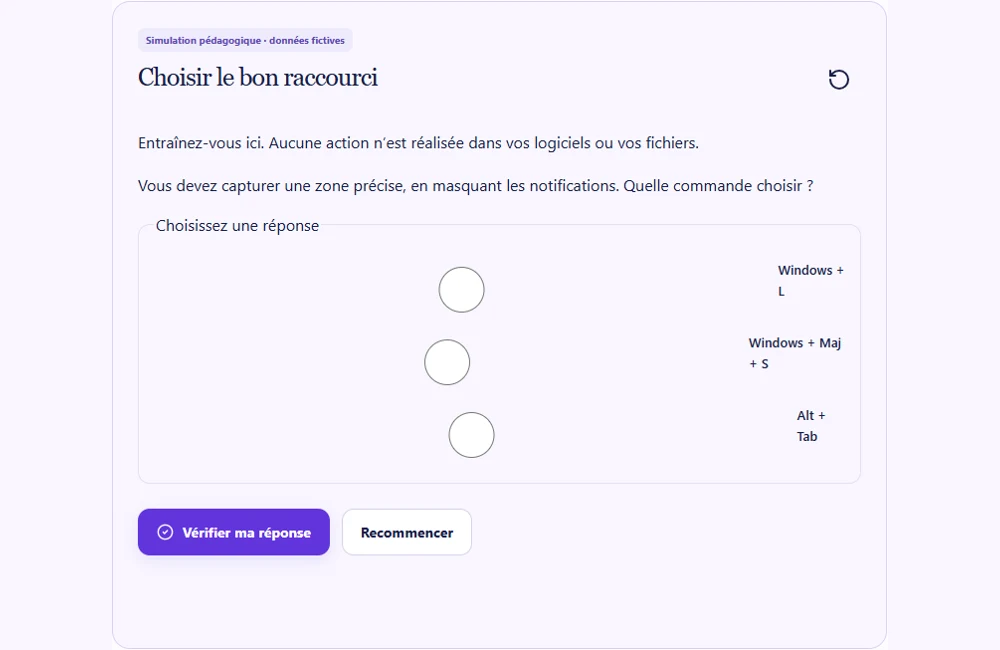 Simulation pédagogique · données fictives
Choisir le bon raccourci
Entraînez-vous ici. Aucune action n’est réalisée dans vos logiciels ou vos fichiers.
Vous devez capturer une zone précise, en masquant les notifications. Quelle commande choisir ?
Choisissez une réponse
Windows +
L
Windows + Maj
+ S
Alt +
Tab
Vérifier ma réponse
Recommencer